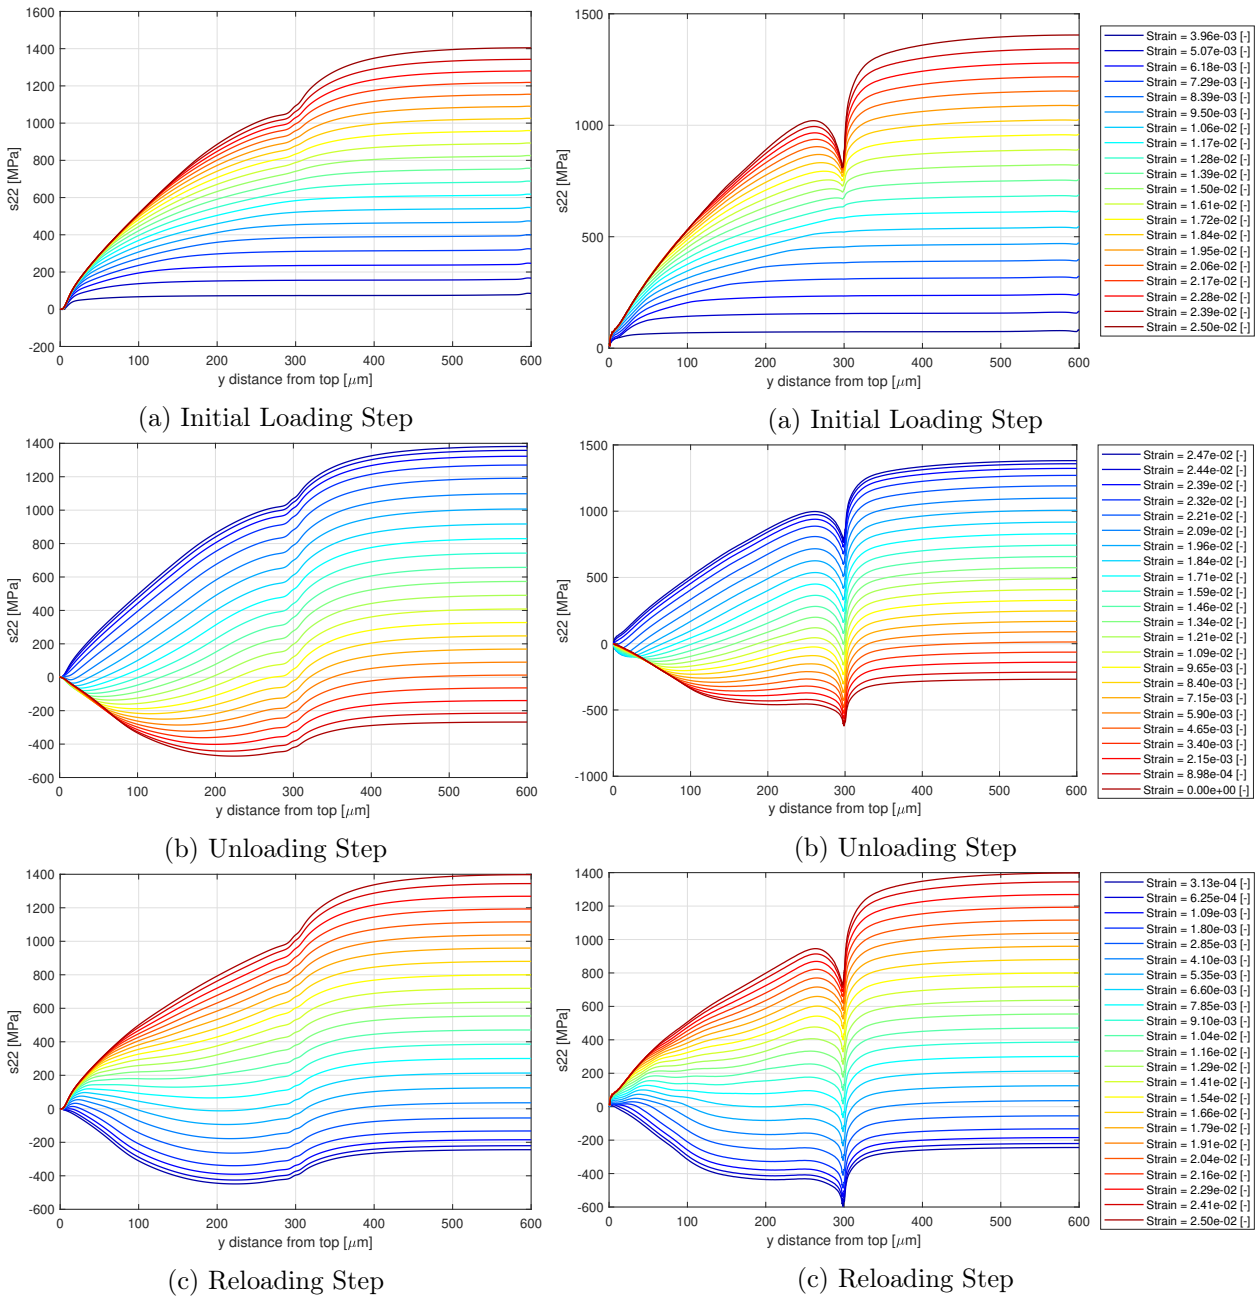 1600
1400
1200
1000
800
600
400
200
0
-200
s22 [MPa]
0 100 200 300 400 500 600
y distance from top [μm]
(a) Initial Loading Step
1500
1000
500
0
s22 [MPa]
0 100 200 300 400 500 600
y distance from top [μm]
(a) Initial Loading Step
Strain = 3.96e-03 [-]
Strain = 5.07e-03 [-]
Strain = 6.18e-03 [-]
Strain = 7.29e-03 [-]
Strain = 8.39e-03 [-]
Strain = 9.50e-03 [-]
Strain = 1.06e-02 [-]
Strain = 1.17e-02 [-]
Strain = 1.28e-02 [-]
Strain = 1.39e-02 [-]
Strain = 1.50e-02 [-]
Strain = 1.61e-02 [-]
Strain = 1.72e-02 [-]
Strain = 1.84e-02 [-]
Strain = 1.95e-02 [-]
Strain = 2.06e-02 [-]
Strain = 2.17e-02 [-]
Strain = 2.28e-02 [-]
Strain = 2.39e-02 [-]
Strain = 2.50e-02 [-]
1400
1200
1000
800
600
400
200
0
-200
-400
-600
s22 [MPa]
0 100 200 300 400 500 600
y distance from top [μm]
(b) Unloading Step
1500
1000
500
0
-500
-1000
s22 [MPa]
0 100 200 300 400 500 600
y distance from top [μm]
(b) Unloading Step
Strain = 2.47e-02 [-]
Strain = 2.44e-02 [-]
Strain = 2.39e-02 [-]
Strain = 2.32e-02 [-]
Strain = 2.21e-02 [-]
Strain = 2.09e-02 [-]
Strain = 1.96e-02 [-]
Strain = 1.84e-02 [-]
Strain = 1.71e-02 [-]
Strain = 1.59e-02 [-]
Strain = 1.46e-02 [-]
Strain = 1.34e-02 [-]
Strain = 1.21e-02 [-]
Strain = 1.09e-02 [-]
Strain = 9.65e-03 [-]
Strain = 8.40e-03 [-]
Strain = 7.15e-03 [-]
Strain = 5.90e-03 [-]
Strain = 4.65e-03 [-]
Strain = 3.40e-03 [-]
Strain = 2.15e-03 [-]
Strain = 8.98e-04 [-]
Strain = 0.00e+00 [-]
1400
1200
1000
800
600
400
200
0
-200
-400
-600
s22 [MPa]
0 100 200 300 400 500 600
y distance from top [μm]
(c) Reloading Step
1400
1200
1000
800
600
400
200
0
-200
-400
-600
s22 [MPa]
0 100 200 300 400 500 600
y distance from top [μm]
(c) Reloading Step
Strain = 3.13e-04 [-]
Strain = 6.25e-04 [-]
Strain = 1.09e-03 [-]
Strain = 1.80e-03 [-]
Strain = 2.85e-03 [-]
Strain = 4.10e-03 [-]
Strain = 5.35e-03 [-]
Strain = 6.60e-03 [-]
Strain = 7.85e-03 [-]
Strain = 9.10e-03 [-]
Strain = 1.04e-02 [-]
Strain = 1.16e-02 [-]
Strain = 1.29e-02 [-]
Strain = 1.41e-02 [-]
Strain = 1.54e-02 [-]
Strain = 1.66e-02 [-]
Strain = 1.79e-02 [-]
Strain = 1.91e-02 [-]
Strain = 2.04e-02 [-]
Strain = 2.16e-02 [-]
Strain = 2.29e-02 [-]
Strain = 2.41e-02 [-]
Strain = 2.50e-02 [-]